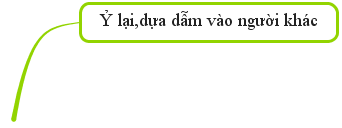 Ỷ lại,dựa dẫm vào người khác